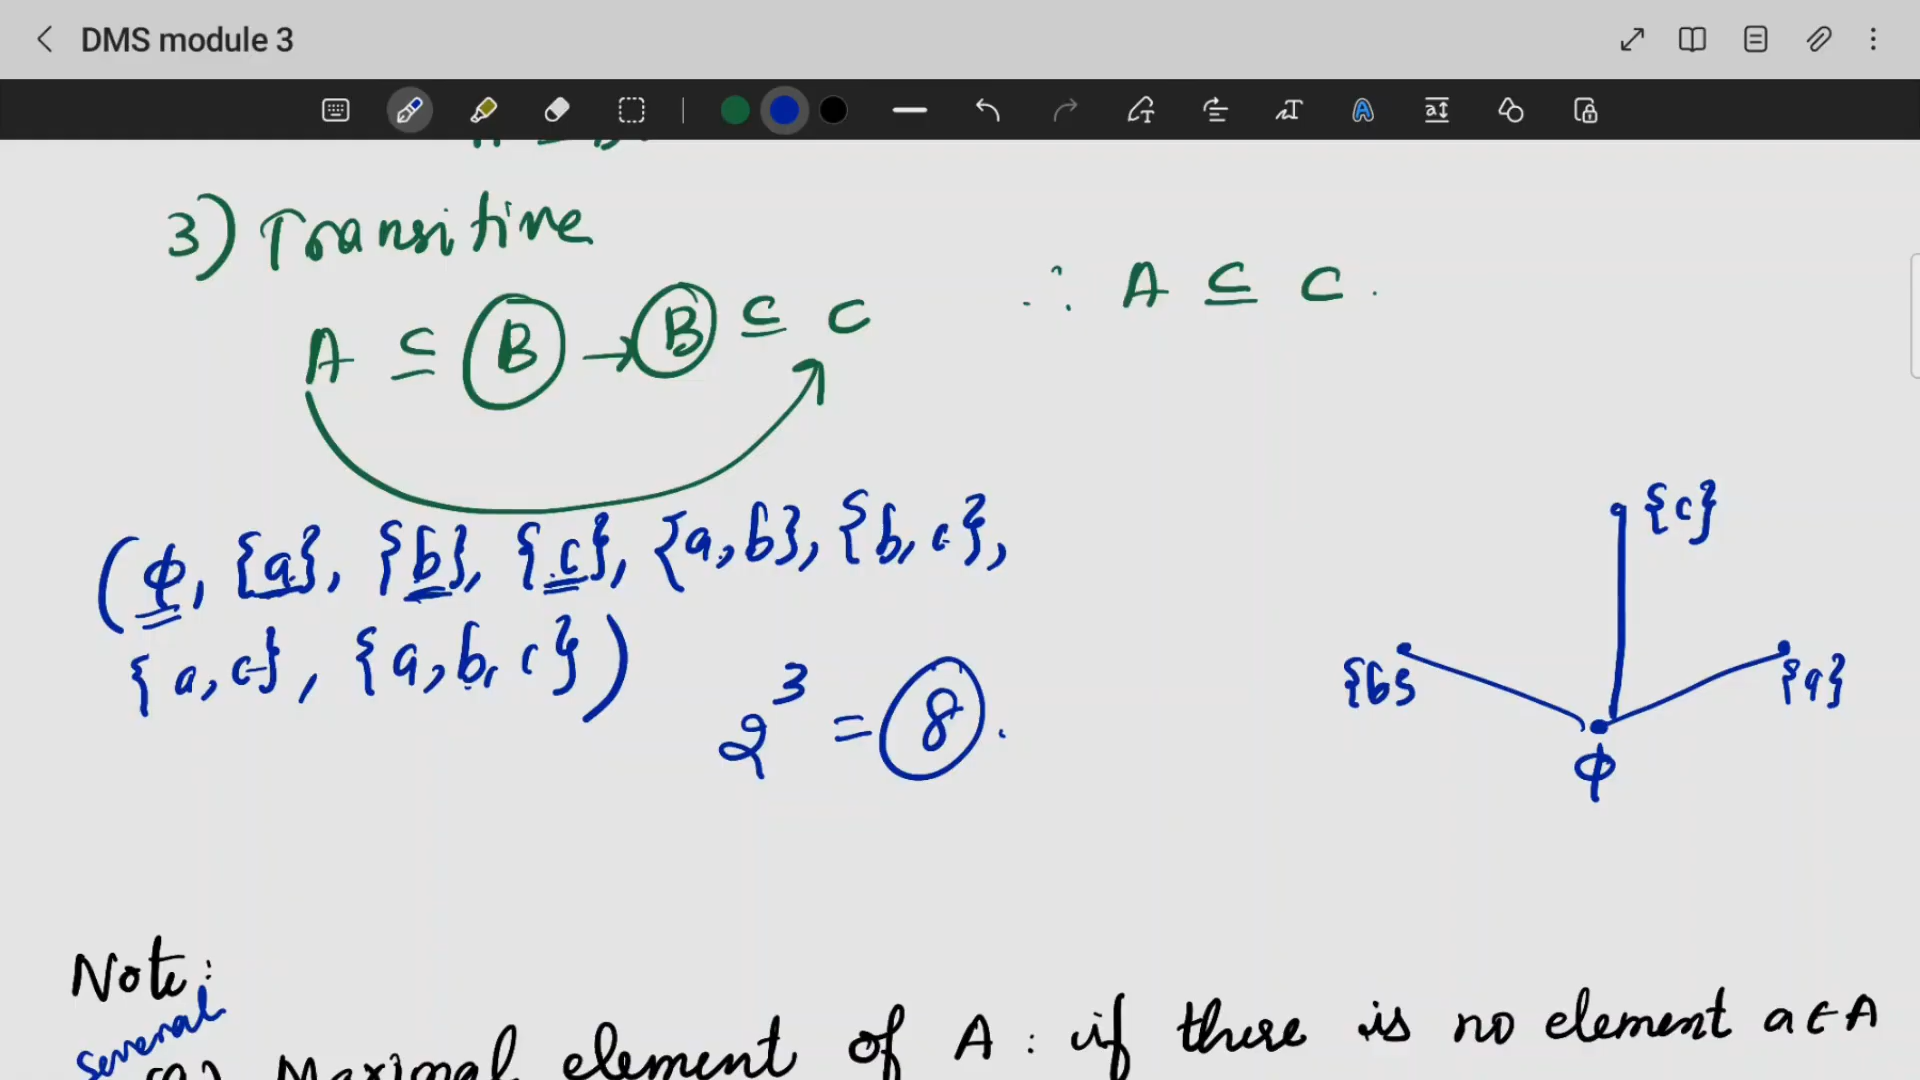 DMS module 3
3) Transitive
A ⊆ B → B ⊆ C
∴ A ⊆ C.
(ϕ, {a}, {b}, {c}, {a,b}, {b,c},
{a,c}, {a,b,c})
2³ = 8.
{c}
{b}
{a}
ϕ
Note:
several
(a) Maximal element of A : if there is no element a∈A